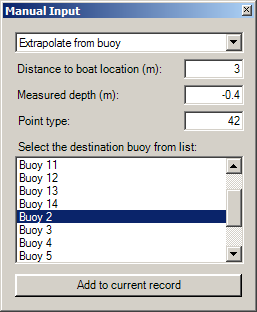 Manual Input
Extrapolate from buoy
Distance to boat location (m): 3
Measured depth (m): -0.4
Point type: 42
Select the destination buoy from list:
Buoy 11
Buoy 12
Buoy 13
Buoy 14
Buoy 2
Buoy 3
Buoy 4
Buoy 5
Add to current record